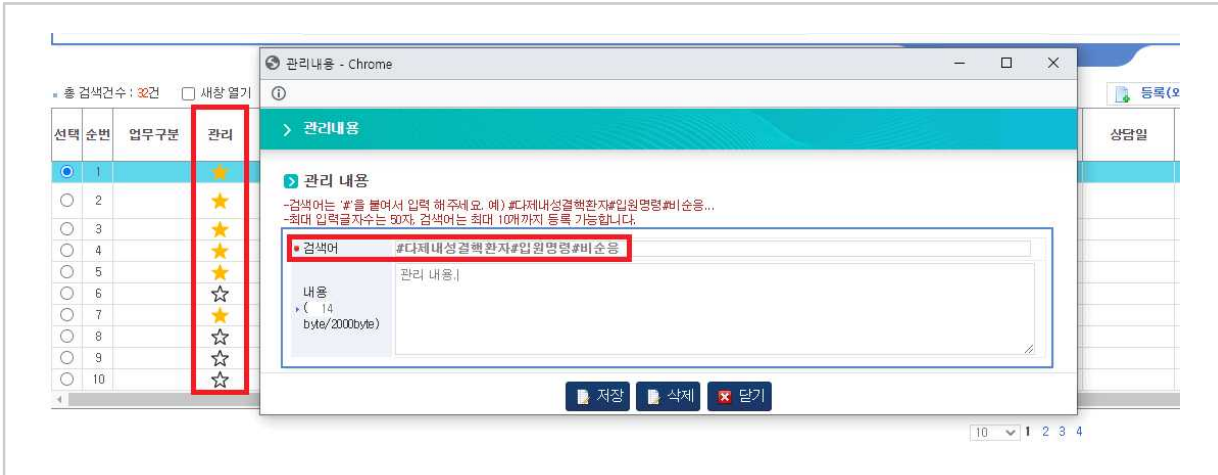 관리내용 - Chrome
총 검색건수 : 32건 새창 열기
등록(외
선택 순번 업무구분 관리 상담일
관리내용
관리 내용
-검색어는 '#'을 붙여서 입력 해주세요. 예) #다제내성결핵환자#입원명령#비순응...
-최대 입력글자수는 50자, 검색어는 최대 10개까지 등록 가능합니다.
검색어 #다제내성결핵환자#입원명령#비순응
내용
( 14
byte/2000byte)
관리 내용.
1
2
3
4
5
6
7
8
9
10
저장 삭제 닫기
10 1 2 3 4